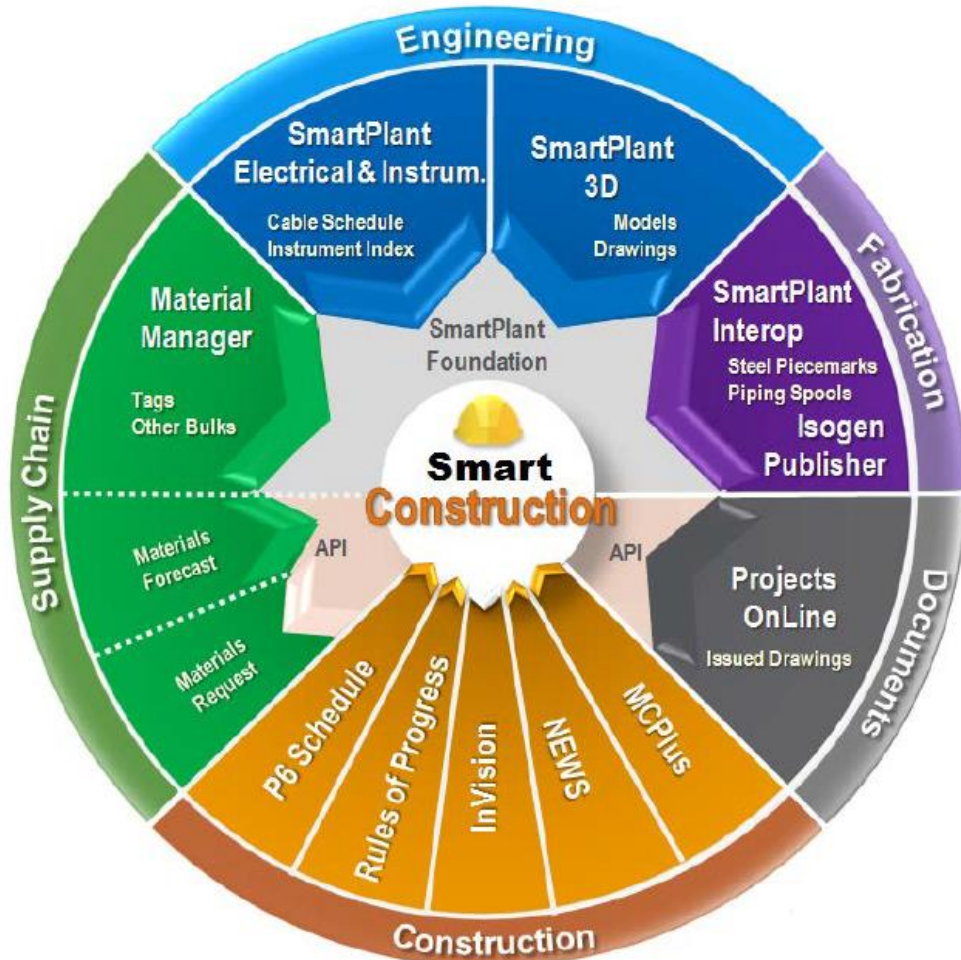 Engineering
SmartPlant
Electrical & Instrum.
Cable Schedule
Instrument Index
SmartPlant
3D
Models
Drawings
Fabrication
SmartPlant
Interop
Steel Piecemarks
Piping Spools
Isogen
Publisher
Material
Manager
Tags
Other Bulks
Supply Chain
SmartPlant
Foundation
Smart
Construction
API
API
Materials
Forecast
Materials
Request
Projects
OnLine
Issued Drawings
Documents
P6 Schedule
Rules of Progress
InVision
NEWS
MCPlus
Construction